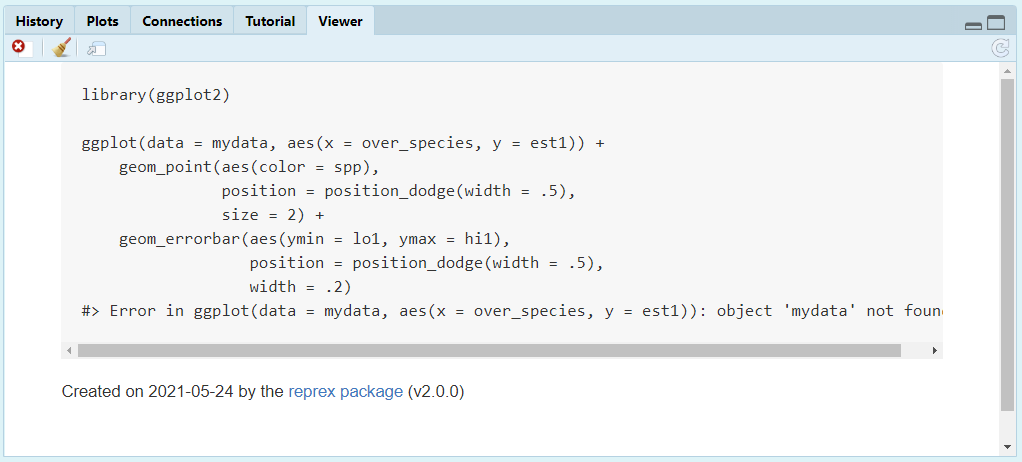 History Plots Connections Tutorial Viewer
library(ggplot2)
ggplot(data = mydata, aes(x = over_species, y = est1)) +
geom_point(aes(color = spp),
position = position_dodge(width = .5),
size = 2) +
geom_errorbar(aes(ymin = lo1, ymax = hi1),
position = position_dodge(width = .5),
width = .2)
#> Error in ggplot(data = mydata, aes(x = over_species, y = est1)): object 'mydata' not
Created on 2021-05-24 by the reprex package (v2.0.0)